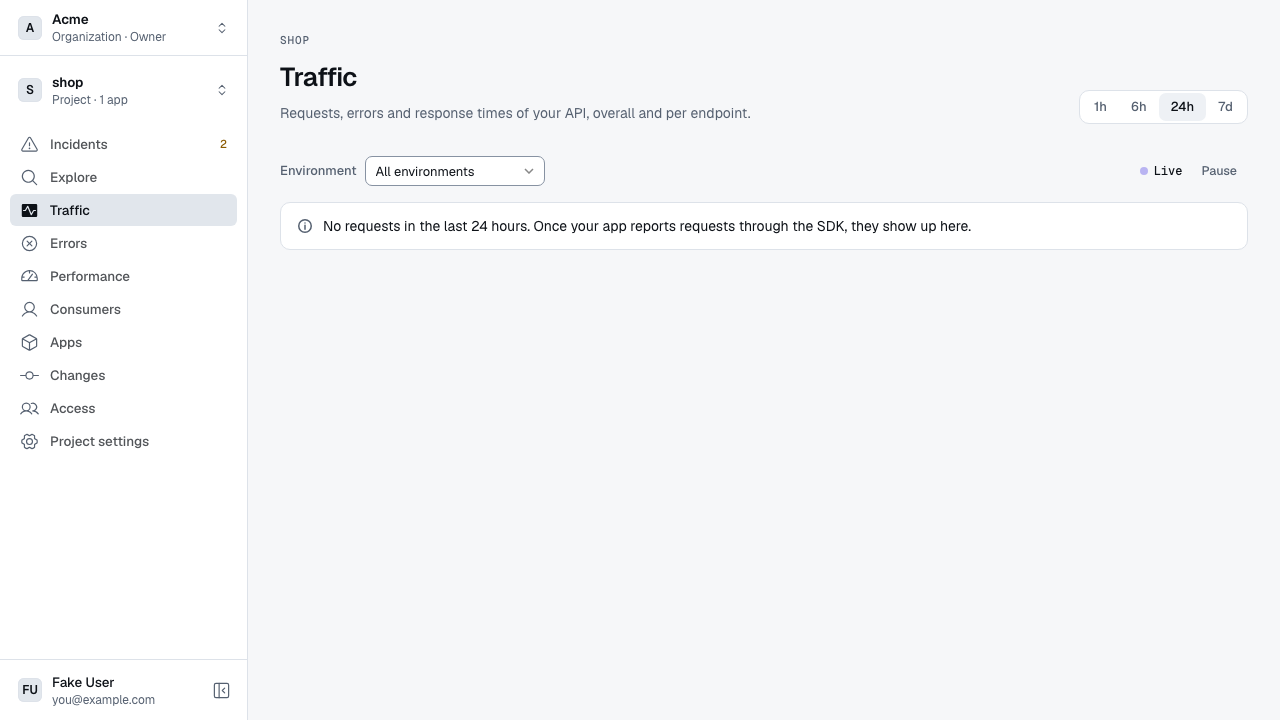 A
Acme
Organization · Owner
S
shop
Project · 1 app
Incidents
2
Explore
Traffic
Errors
Performance
Consumers
Apps
Changes
Access
Project settings
FU
Fake User
you@example.com
SHOP
Traffic
Requests, errors and response times of your API, overall and per endpoint.
1h 6h 24h 7d
Environment All environments
Live Pause
No requests in the last 24 hours. Once your app reports requests through the SDK, they show up here.